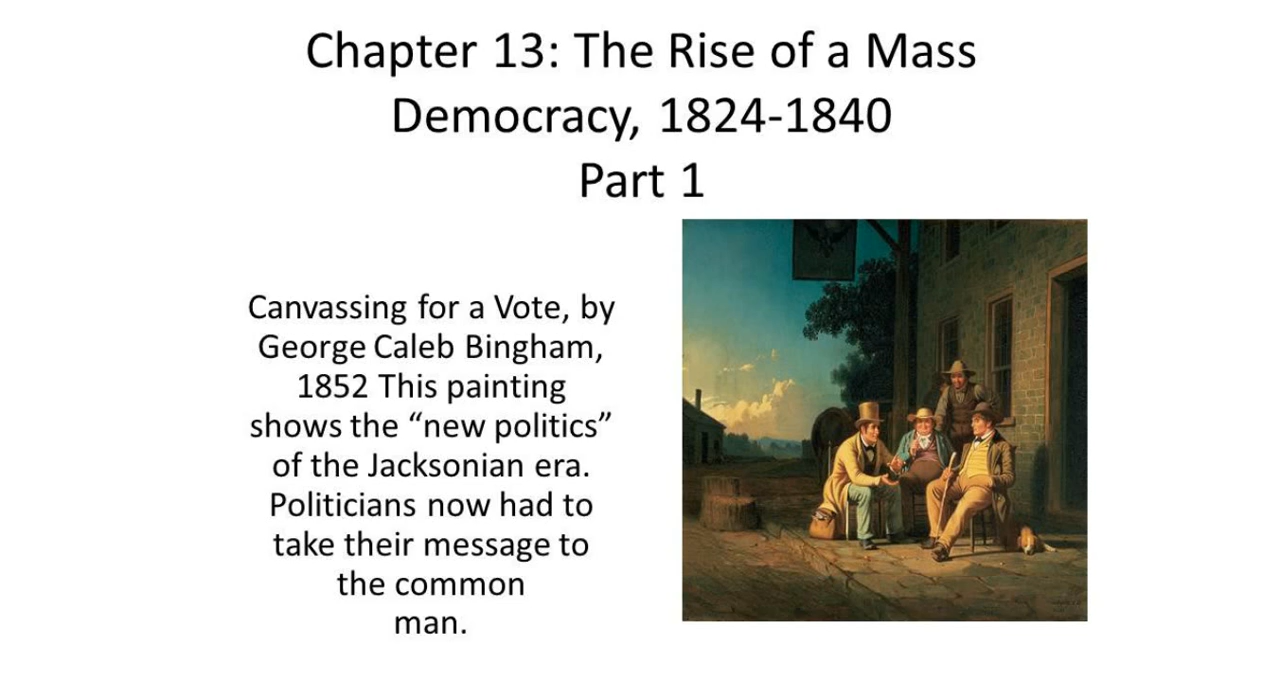 Chapter 13: The Rise of a Mass
Democracy, 1824-1840
Part 1
Canvassing for a Vote, by
George Caleb Bingham,
1852 This painting
shows the “new politics”
of the Jacksonian era.
Politicians now had to
take their message to
the common
man.